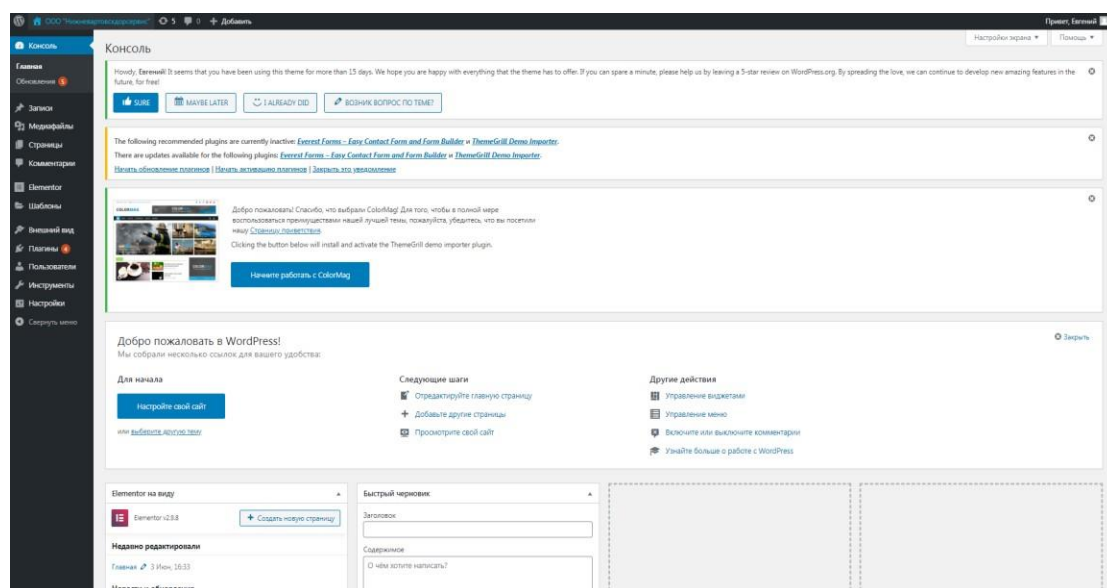 ООО "Нижневартовскдорсервис" 5 0 + Добавить
Привет, Евгений
Настройки экрана
Помощь
Консоль
Главная
Обновления 5
Записи
Медиафайлы
Страницы
Комментарии
Elementor
Шаблоны
Внешний вид
Плагины 4
Пользователи
Инструменты
Настройки
Свернуть меню
Консоль
Howdy, Евгений! It seems that you have been using this theme for more than 15 days. We hope you are happy with everything that the theme has to offer. If you can spare a minute, please help us by leaving a 5-star review on WordPress.org. By spreading the love, we can continue to develop new amazing features in the
future, for free!
SURE
MAYBE LATER
I ALREADY DID
ВОЗНИК ВОПРОС ПО ТЕМЕ?
The following recommended plugins are currently inactive: Everest Forms – Easy Contact Form and Form Builder и ThemeGrill Demo Importer.
There are updates available for the following plugins: Everest Forms – Easy Contact Form and Form Builder и ThemeGrill Demo Importer.
Начать обновление плагинов | Начать активацию плагинов | Закрыть это уведомление
Добро пожаловать! Спасибо, что выбрали ColorMag! Для того, чтобы в полной мере
воспользоваться преимуществами нашей лучшей темы, пожалуйста, убедитесь, что вы посетили
нашу Страницу приветствия.
Clicking the button below will install and activate the ThemeGrill demo importer plugin.
Начните работать с ColorMag
Добро пожаловать в WordPress!
Мы собрали несколько ссылок для вашего удобства:
Закрыть
Для начала
Настройте свой сайт
или выберите другую тему
Следующие шаги
Отредактируйте главную страницу
Добавьте другие страницы
Просмотрите свой сайт
Другие действия
Управление виджетами
Управление меню
Включите или выключите комментарии
Узнайте больше о работе с WordPress
Elementor на виду
Elementor v2.9.8
+ Создать новую страницу
Недавно редактировали
Главная 3 Июн, 16:33
Новости и обновления
Быстрый черновик
Заголовок
Содержимое
О чём хотите написать?